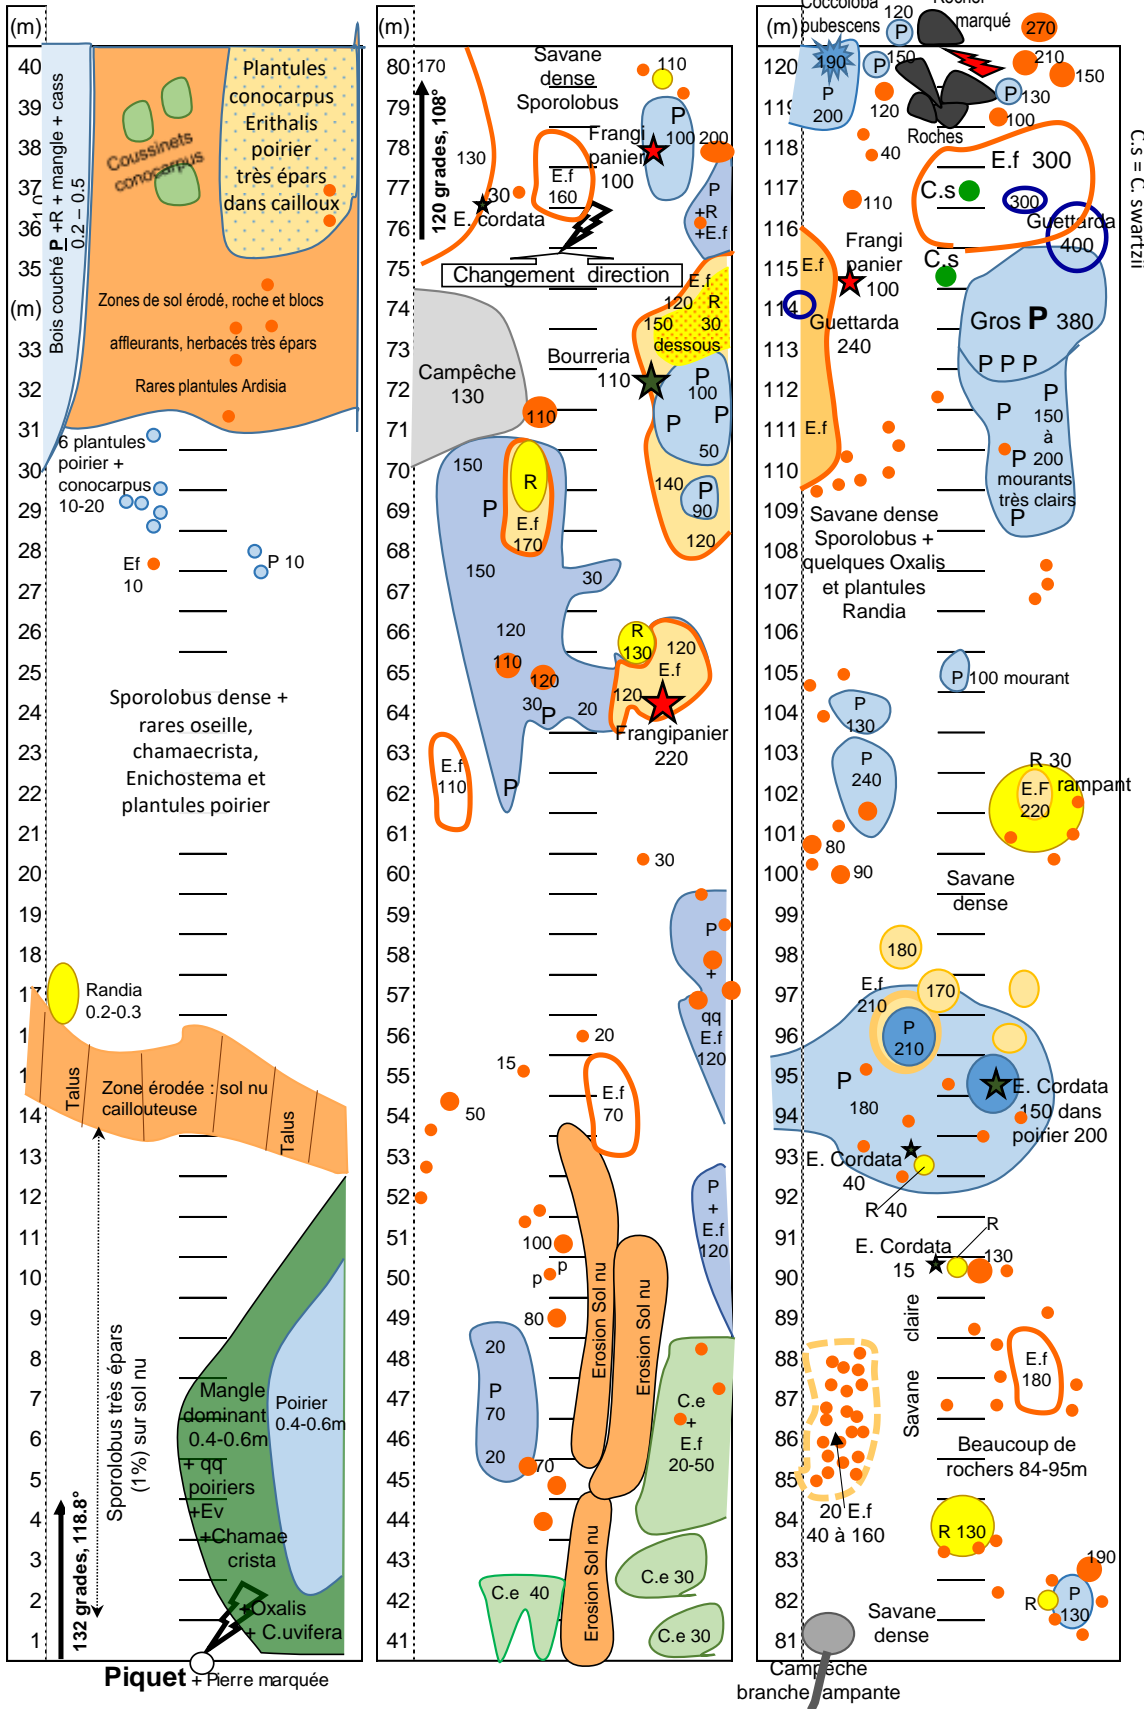 (m)
40
39
38
37
36
35
(m)
33
32
31
30
29
28
27
26
25
24
23
22
21
20
19
18
17
14
13
12
11
10
9
8
7
6
5
4
3
2
1
Bois couché P +R + mangle + cass
0.2 – 0.5
Coussinets
conocarpus
Plantules
conocarpus
Erithalis
poirier
très épars
dans cailloux
Zones de sol érodé, roche et blocs
affleurants, herbacés très épars
Rares plantules Ardisia
6 plantules
poirier +
conocarpus
10-20
Ef
10
P 10
Sporolobus dense +
rares oseille,
chamaecrista,
Enichostema et
plantules poirier
Randia
0.2-0.3
Talus
Zone érodée : sol nu
caillouteuse
Talus
Sporolobus très épars
(1%) sur sol nu
132 grades, 118.8°
Mangle
dominant
0.4-0.6m
+ qq
poiriers
+Ev
+Chamae
crista
+Oxalis
+ C.uvifera
Poirier
0.4-0.6m
Piquet + Pierre marquée
(m)
80
79
78
77
76
75
74
73
72
71
70
69
68
67
66
65
64
63
62
61
60
59
58
57
56
55
54
53
52
51
50
49
48
47
46
45
44
43
42
41
170
120 grades, 108°
130
30
E. cordata
Savane
dense
Sporolobus
110
Frangi
panier
100
P
100
200
E.f
160
P
+R
+E.f
Changement direction
E.f
120
R
150
30
dessous
Campêche
130
Bourreria
110
P
100
P
P
50
110
150
R
P
E.f
170
140
P
90
120
150
30
120
R
130
120
E.f
110
120
120
30
P
20
Frangipanier
220
E.f
110
P
30
P
+
qq
E.f
120
20
15
E.f
70
50
P
+
E.f
120
100
p
p
80
Erosion Sol nu
Erosion Sol nu
Erosion Sol nu
20
P
70
20
70
C.e
+
E.f
20-50
C.e 40
C.e 30
C.e 30
(m)
120
119
118
117
116
115
114
113
112
111
110
109
108
107
106
105
104
103
102
101
100
99
98
97
96
95
94
93
92
91
90
89
88
87
86
85
84
83
82
81
Coccoloba
pubescens
120
P
Rocher
marqué
270
190
P
200
P
150
210
150
120
P
130
100
Roches
40
E.f 300
C.s
300
110
Guettarda
400
C.s = C. swartzii
E.f
Frangi
panier
100
C.s
Guettarda
240
Gros P 380
P P P
E.f
P
P
150
à
200
P
mourants
très clairs
P
Savane dense
Sporolobus +
quelques Oxalis
et plantules
Randia
P 100 mourant
P
130
P
240
R 30
rampant
E.F
220
80
90
Savane
dense
180
E.f
210
170
P
210
P
180
E. Cordata
150 dans
poirier 200
E. Cordata
40
R 40
R
E. Cordata
15
130
Savane claire
E.f
180
Beaucoup de
rochers 84-95m
20 E.f
40 à 160
R 130
190
R
P
130
Savane
dense
Campêche
branche